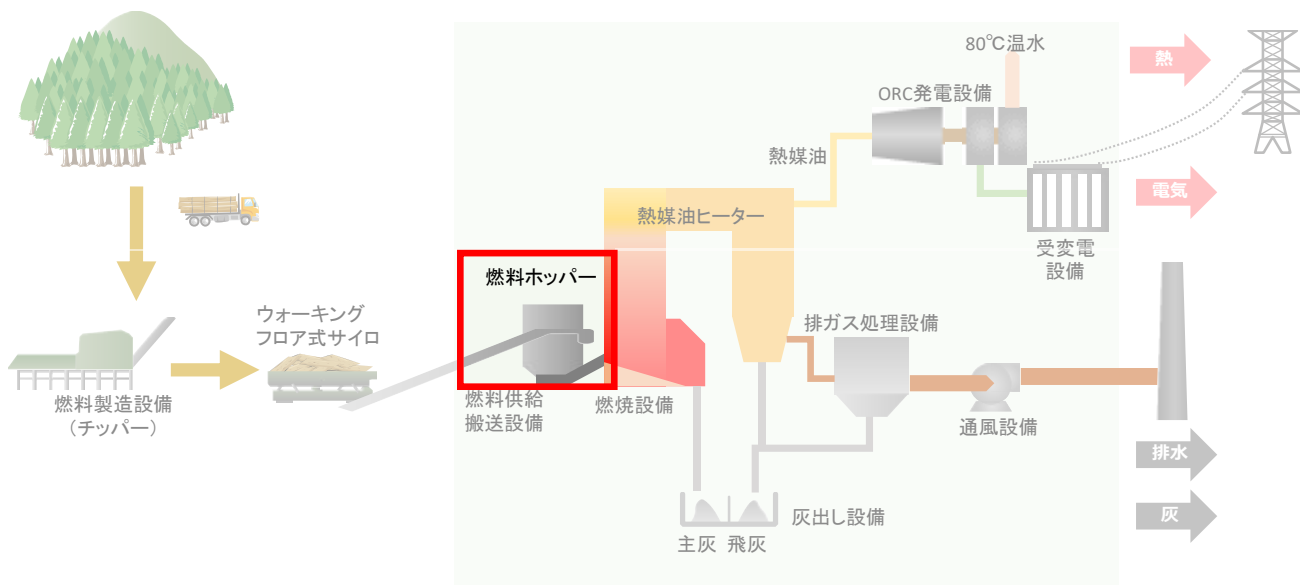 80℃温水
熱
ORC発電設備
熱媒油
電気
熱媒油ヒーター
受変電
設備
燃料ホッパー
ウォーキング
フロア式サイロ
排ガス処理設備
燃料製造設備
（チッパー）
燃料供給
搬送設備
燃焼設備
通風設備
排水
灰出し設備
灰
主灰
飛灰